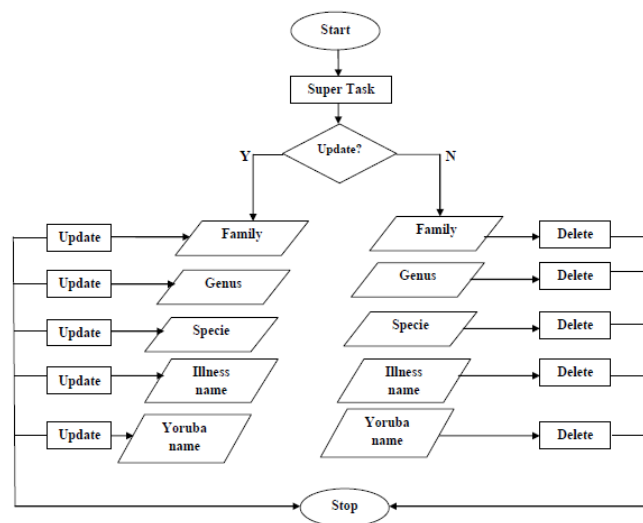 Start
Super Task
Update?
Y
N
Update
Family
Family
Delete
Update
Genus
Genus
Delete
Update
Specie
Specie
Delete
Update
Illness
name
Illness
name
Delete
Update
Yoruba
name
Yoruba
name
Delete
Stop